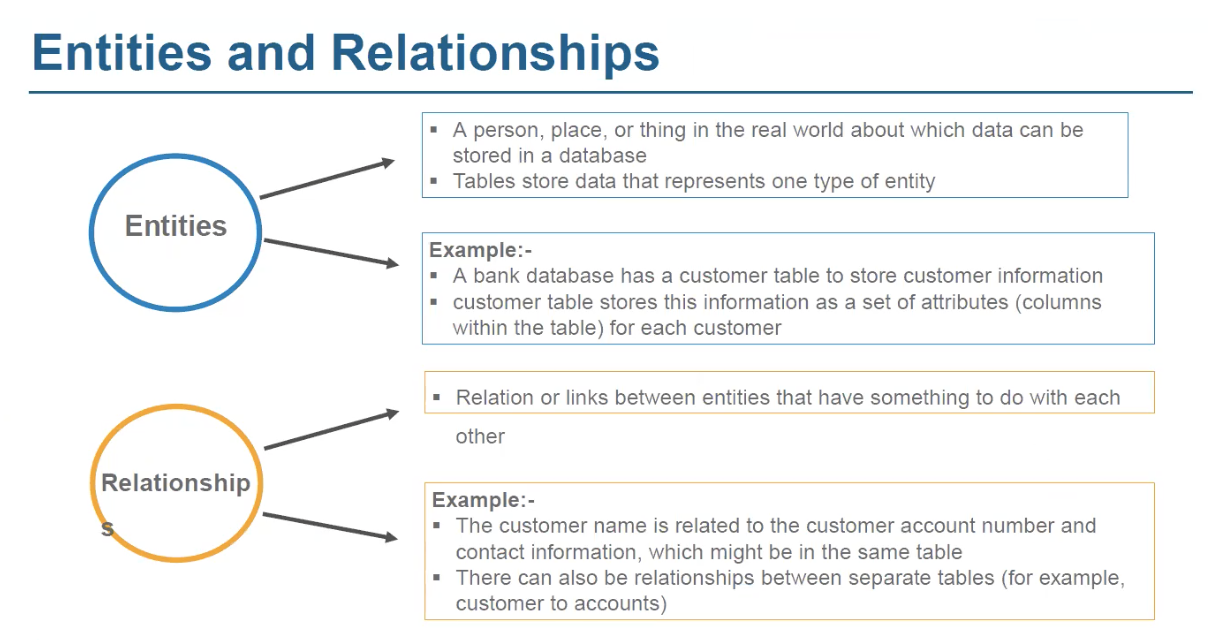 Entities and Relationships
Entities
▪ A person, place, or thing in the real world about which data can be
stored in a database
▪ Tables store data that represents one type of entity
Example:-
▪ A bank database has a customer table to store customer information
▪ customer table stores this information as a set of attributes (columns
within the table) for each customer
Relationship
s
▪ Relation or links between entities that have something to do with each
other
Example:-
▪ The customer name is related to the customer account number and
contact information, which might be in the same table
▪ There can also be relationships between separate tables (for example,
customer to accounts)